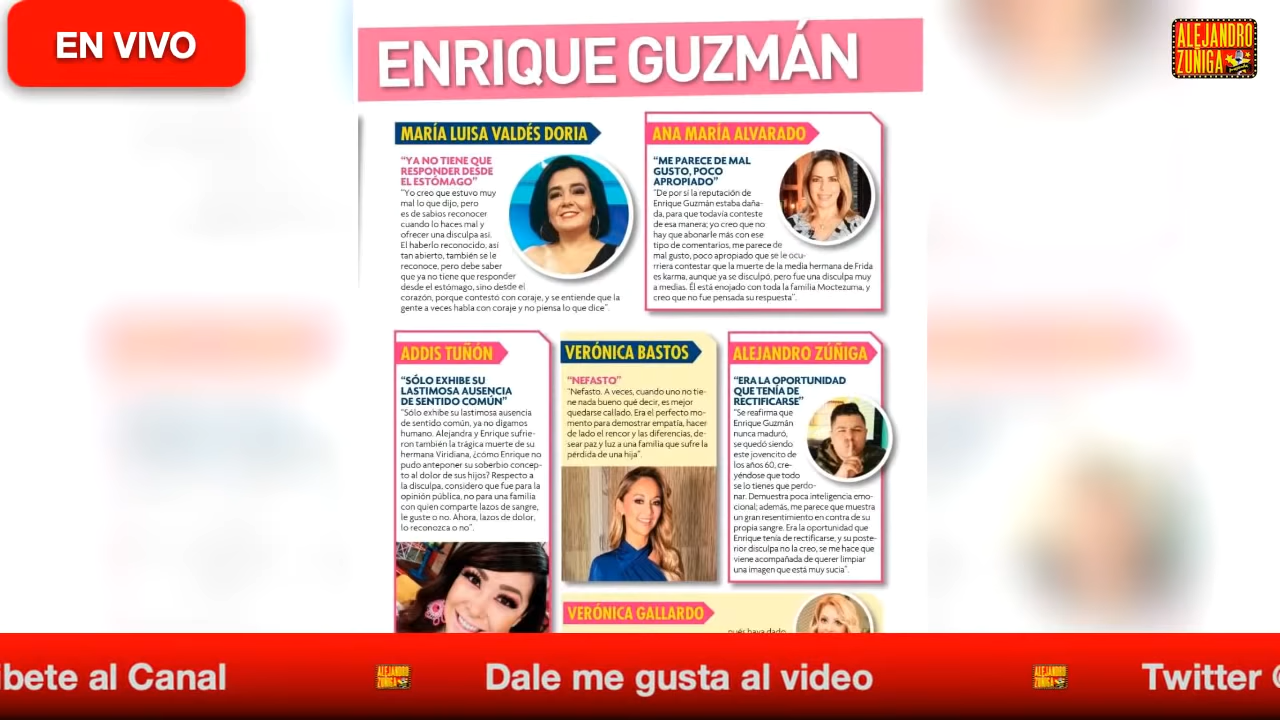 EN VIVO
ALEJANDRO
ZÚÑIGA
ENRIQUE GUZMÁN
MARÍA LUISA VALDÉS DORIA
“YA NO TIENE QUE
RESPONDER DESDE
EL ESTÓMAGO”
“Yo creo que estuvo muy
mal lo que dijo, pero
es de sabios reconocer
cuando lo haces mal y
ofrecer una disculpa así.
El haberlo reconocido, así
tan abierto, también se le
reconoce, pero debe saber
que ya no tiene que responder
desde el estómago, sino desde el
corazón, porque contestó con coraje, y se entiende que la
gente a veces habla con coraje y no piensa lo que dice”.
ANA MARÍA ALVARADO
“ME PARECE DE MAL
GUSTO, POCO
APROPIADO”
“De por sí la reputación de
Enrique Guzmán estaba daña-
da, para que todavía conteste
de esa manera; yo creo que no
hay que abonarle más con ese
tipo de comentarios, me parece de
mal gusto, poco apropiado que se le ocu-
rriera contestar que la muerte de la media hermana de Frida
es karma, aunque ya se disculpó, pero fue una disculpa muy
a medias. Él está enojado con toda la familia Moctezuma, y
creo que no fue pensada su respuesta”.
ADDIS TUÑÓN
“SÓLO EXHIBE SU
LASTIMOSA AUSENCIA
DE SENTIDO COMÚN”
“Sólo exhibe su lastimosa ausencia
de sentido común, ya no digamos
humano. Alejandra y Enrique sufrie-
ron también la trágica muerte de su
hermana Viridiana, ¿cómo Enrique no
pudo anteponer su soberbio concep-
to al dolor de sus hijos? Respecto a
la disculpa, considero que fue para la
opinión pública, no para una familia
con quien comparte lazos de sangre,
le guste o no. Ahora, lazos de dolor,
lo reconozca o no”.
VERÓNICA BASTOS
“NEFASTO”
“Nefasto. A veces, cuando uno no tie-
ne nada bueno qué decir, es mejor
quedarse callado. Era el perfecto mo-
mento para demostrar empatía, hacer
de lado el rencor y las diferencias, de-
sear paz y luz a una familia que sufre la
pérdida de una hija”.
ALEJANDRO ZÚÑIGA
“ERA LA OPORTUNIDAD
QUE TENÍA DE
RECTIFICARSE”
“Se reafirma que
Enrique Guzmán
nunca maduró,
se quedó siendo
este jovencito de
los años 60, cre-
yéndose que todo
se lo tienes que perdo-
nar. Demuestra poca inteligencia emo-
cional; además, me parece que muestra
un gran resentimiento en contra de su
propia sangre. Era la oportunidad que
Enrique tenía de rectificarse, y su poste-
rior disculpa no la creo, se me hace que
viene acompañada de querer limpiar
una imagen que está muy sucia”.
VERÓNICA GALLARDO
pués haya dado
ibete al Canal
ALEJANDRO
ZÚÑIGA
Dale me gusta al video
ALEJANDRO
ZÚÑIGA
Twitter @